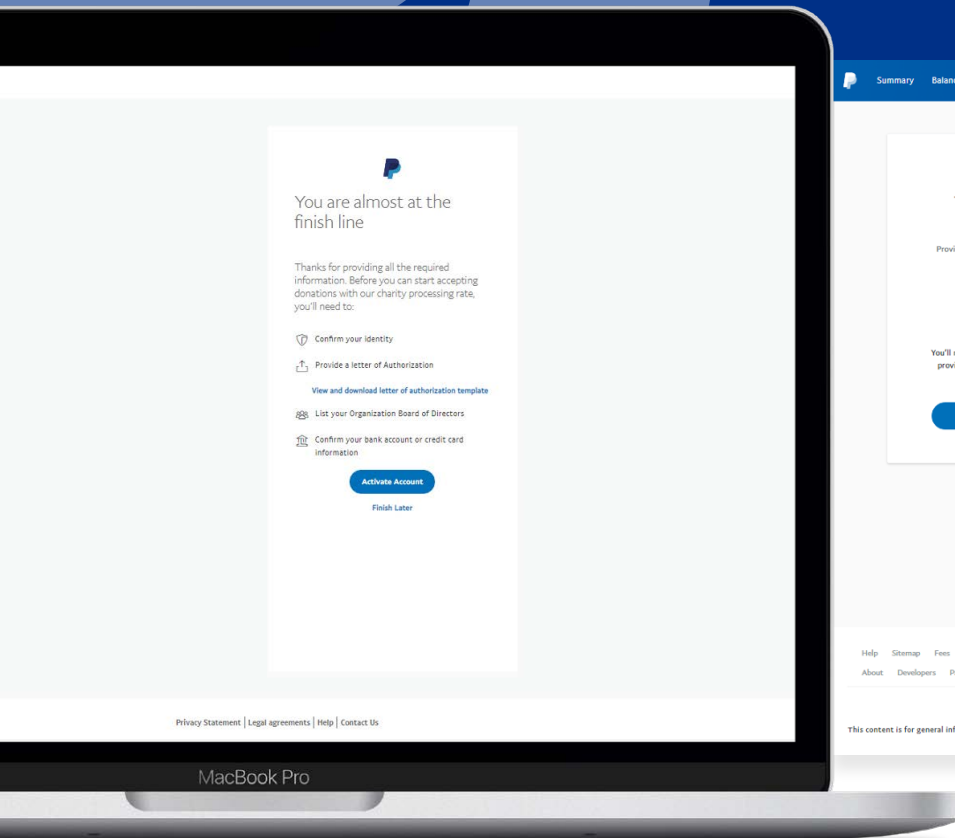 You are almost at the
finish line
Thanks for providing all the required
information. Before you can start accepting
donations with our charity processing rate,
you'll need to:
Confirm your identity
Provide a letter of Authorization
View and download letter of authorization template
List your Organization Board of Directors
Confirm your bank account or credit card
information
Activate Account
Finish Later
Privacy Statement | Legal agreements | Help | Contact Us
MacBook Pro
Summary
You'll
Help Sitemap Fees
About Developers
This content is for general